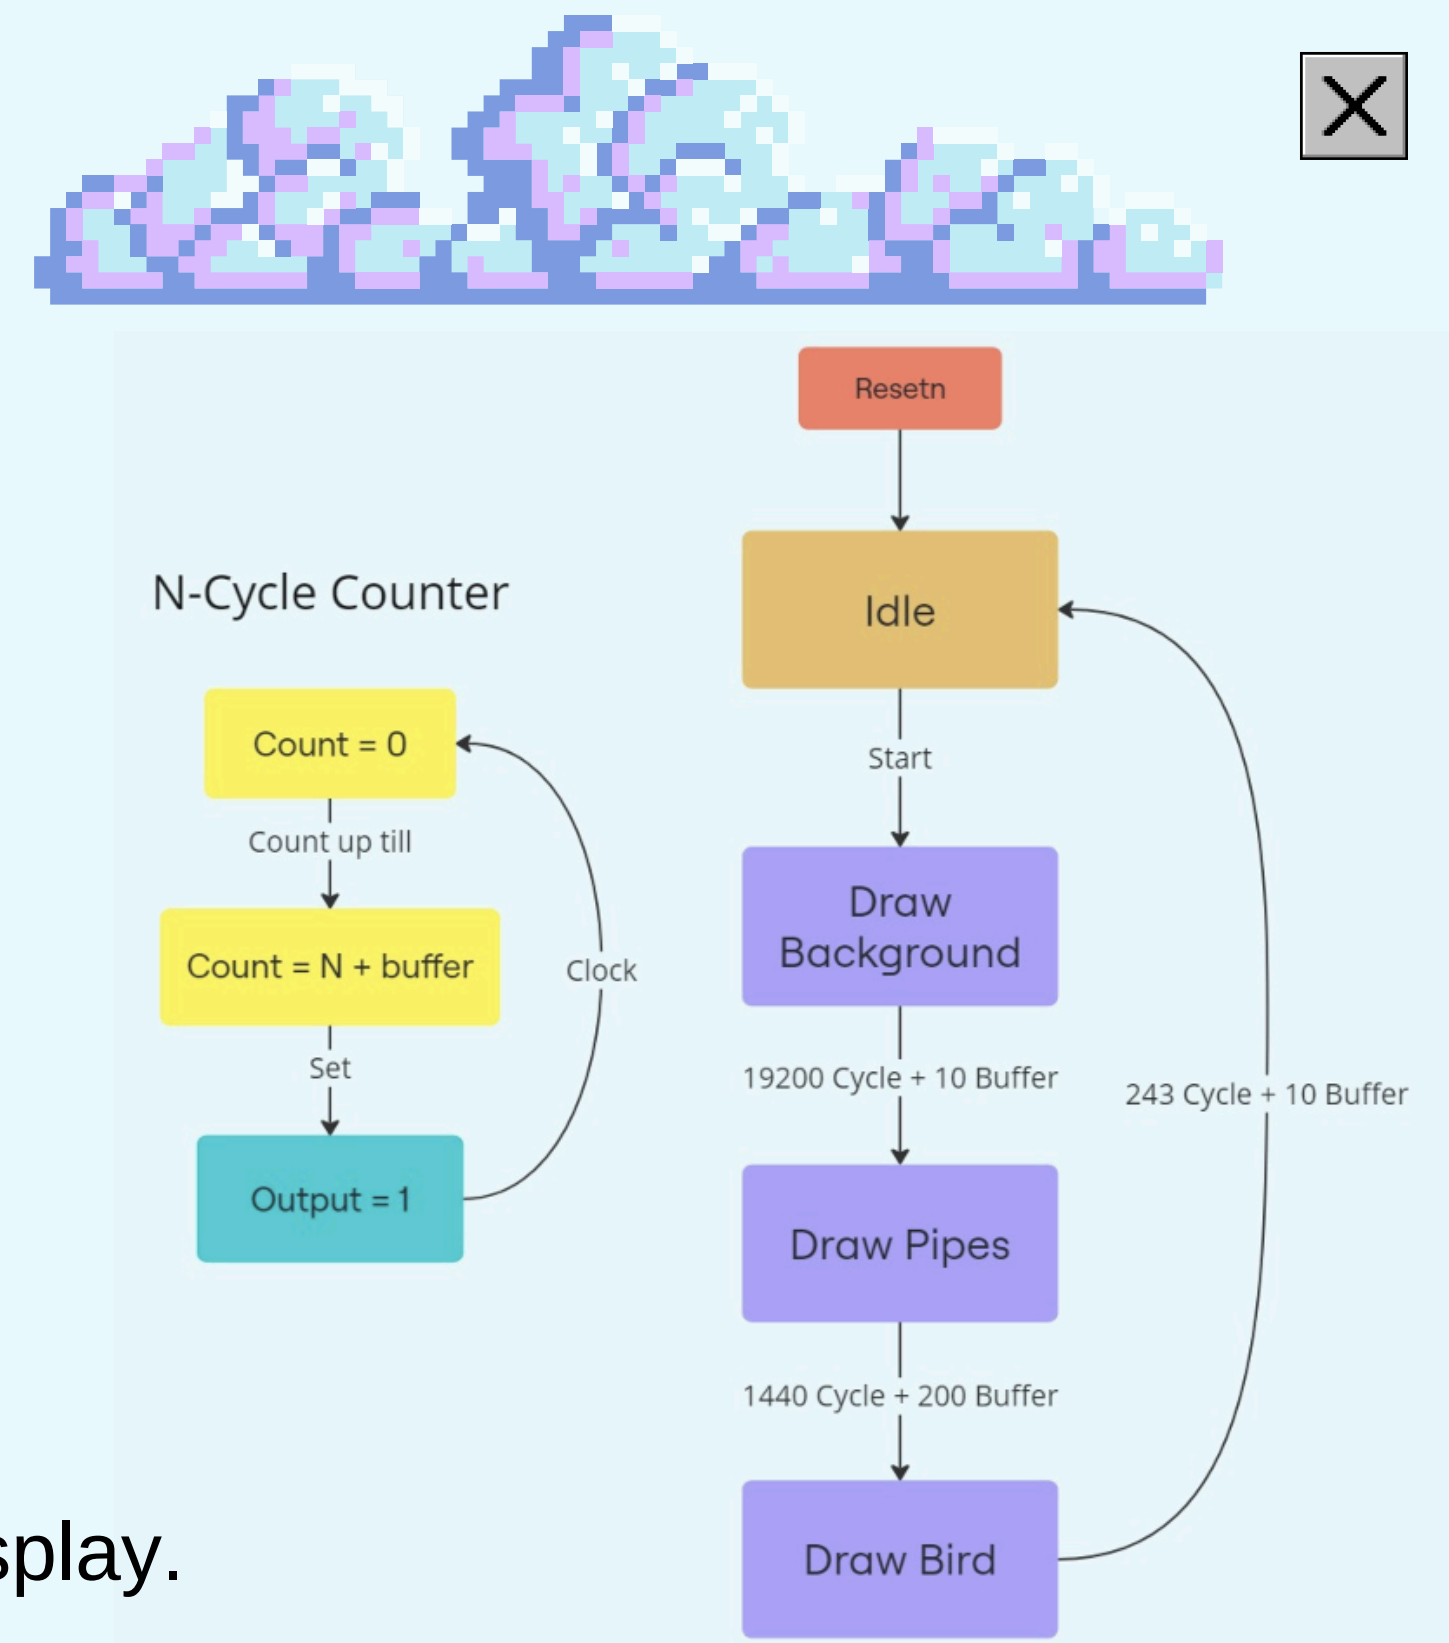 Resetn
Idle
N-Cycle Counter
Count = 0
Start
Count up till
Draw
Background
Count = N + buffer
Clock
Set
19200 Cycle + 10 Buffer
243 Cycle + 10 Buffer
Output = 1
Draw Pipes
1440 Cycle + 200 Buffer
splay.
Draw Bird